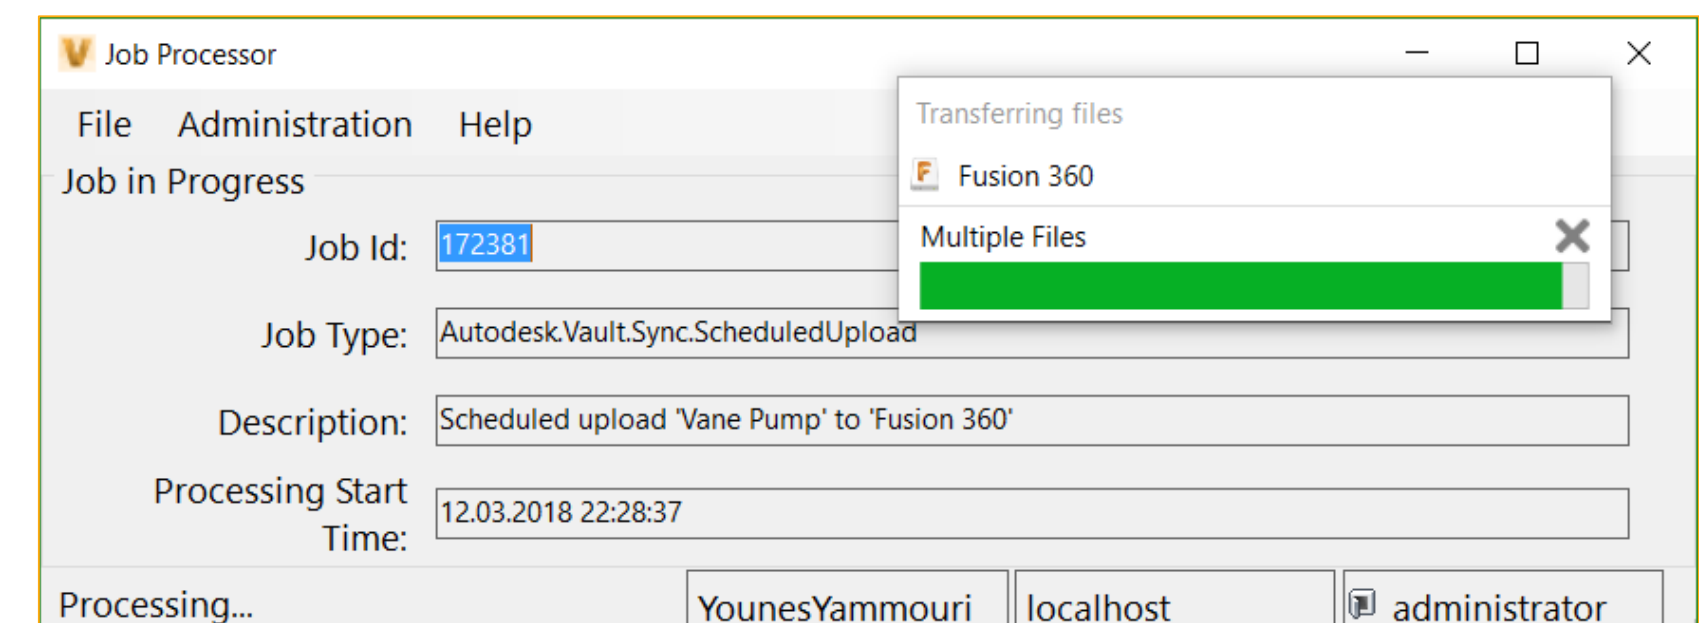 Job Processor
File Administration Help
Transferring files
Fusion 360
Multiple Files
Job in Progress
Job Id: 172381
Job Type: Autodesk.Vault.Sync.ScheduledUpload
Description: Scheduled upload 'Vane Pump' to 'Fusion 360'
Processing Start
Time: 12.03.2018 22:28:37
Processing... YounesYammouri localhost administrator